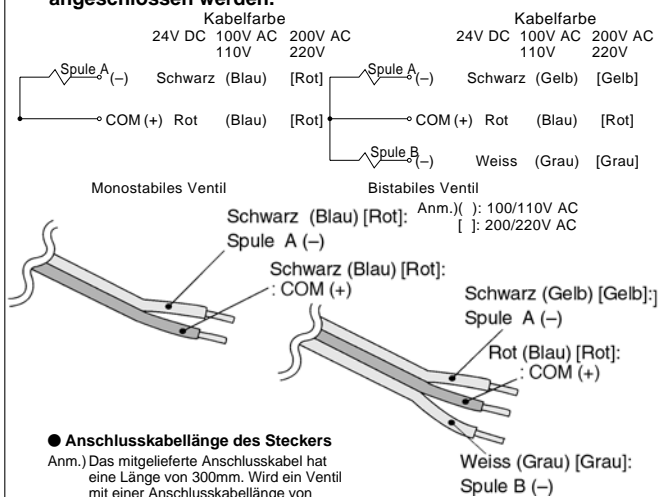 angeschlossen werden.
Kabelfarbe
24V DC 100V AC 200V AC
110V 220V
Spule A (–) Schwarz (Blau) [Rot]
COM (+) Rot (Blau) [Rot]
Monostabiles Ventil
Kabelfarbe
24V DC 100V AC 200V AC
110V 220V
Spule A (–) Schwarz (Gelb) [Gelb]
COM (+) Rot (Blau) [Rot]
Spule B (–) Weiss (Grau) [Grau]
Bistabiles Ventil
Anm.)( ): 100/110V AC
[ ]: 200/220V AC
Schwarz (Blau) [Rot]:
Spule A (–)
Schwarz (Blau) [Rot]:
: COM (+)
Schwarz (Gelb) [Gelb]:]
Spule A (–)
Rot (Blau) [Rot]:
: COM (+)
Weiss (Grau) [Grau]:
Spule B (–)
● Anschlusskabellänge des Steckers
Anm.) Das mitgelieferte Anschlusskabel hat
eine Länge von 300mm. Wird ein Ventil
mit einer Anschlusskabellänge von